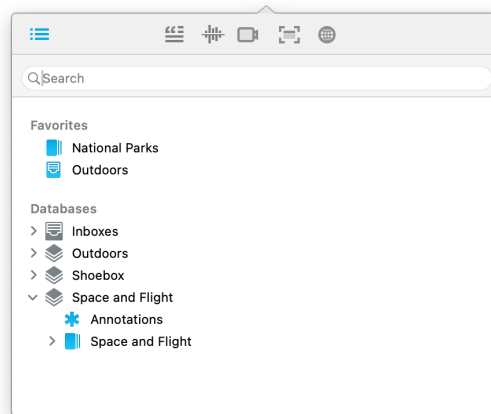 Search
Favorites
National Parks
Outdoors
Databases
Inboxes
Outdoors
Shoebox
Space and Flight
Annotations
Space and Flight